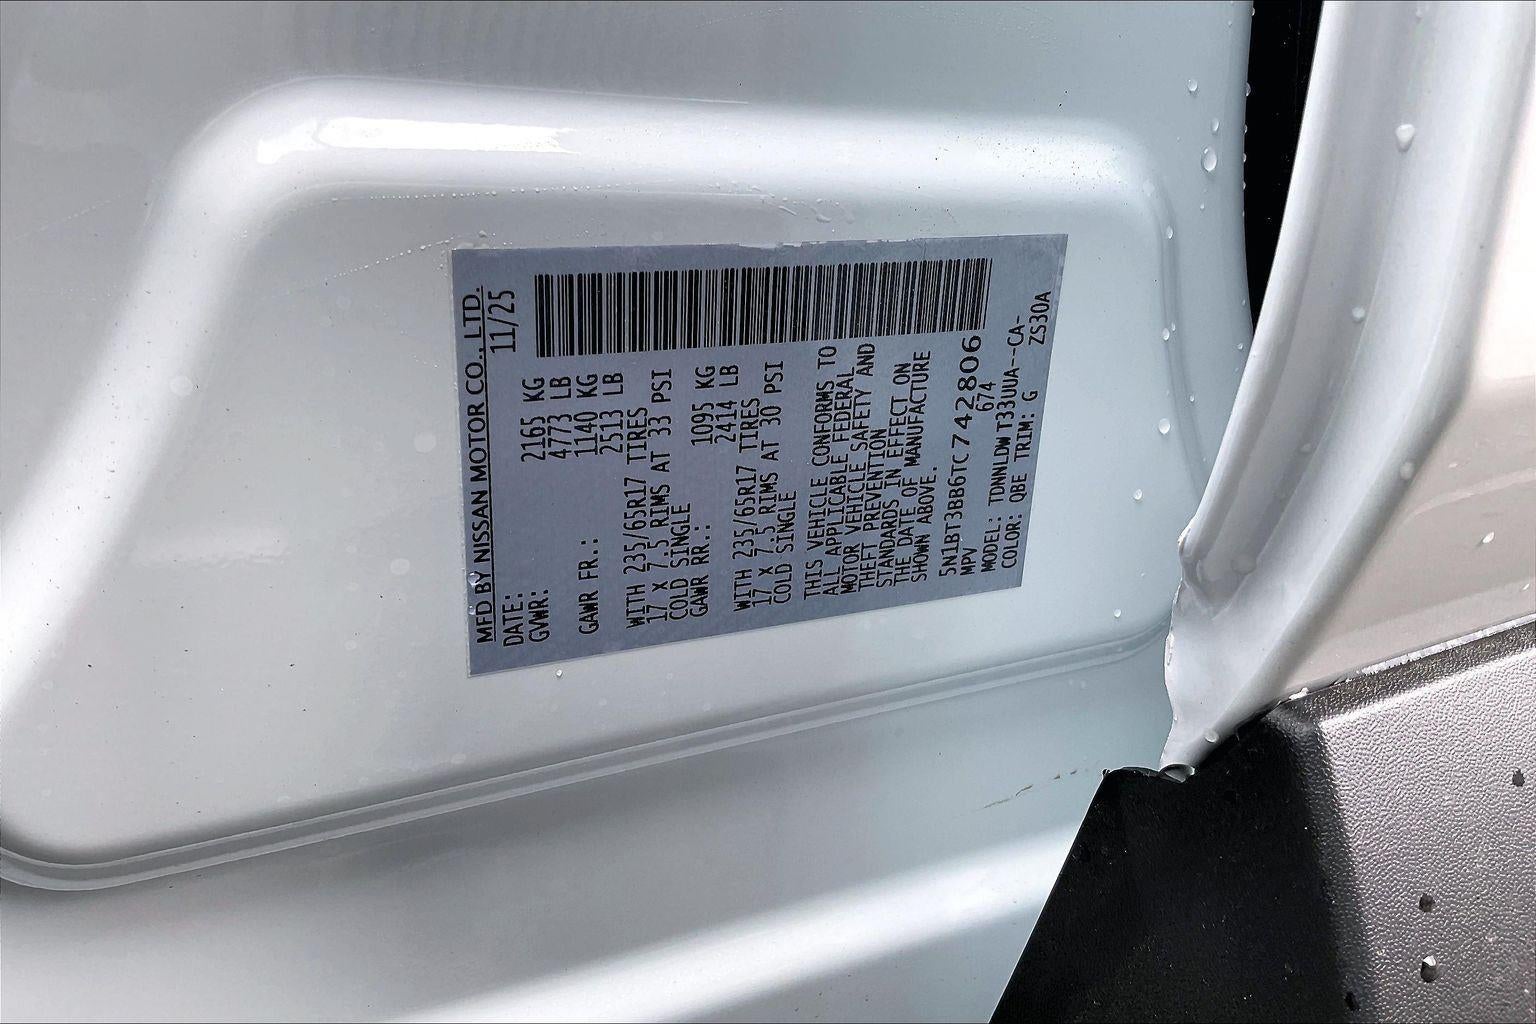 MFD BY NISSAN MOTOR CO., LTD.
DATE: 11/25
GVWR: 2165 KG
4773 LB
GAWR FR.: 1140 KG
2513 LB
WITH 235/65R17 TIRES
17 X 7.5 RIMS AT 33 PSI
COLD SINGLE
GAWR RR.: 1095 KG
2414 LB
WITH 235/65R17 TIRES
17 X 7.5 RIMS AT 30 PSI
COLD SINGLE
THIS VEHICLE CONFORMS TO
ALL APPLICABLE FEDERAL
MOTOR VEHICLE SAFETY AND
THEFT PREVENTION
STANDARDS IN EFFECT ON
THE DATE OF MANUFACTURE
SHOWN ABOVE.
5N1BT3BB6TC742806
MPV 674
MODEL: TDNNLDW T33UUA--CA-
COLOR: QBE TRIM: G ZS30A